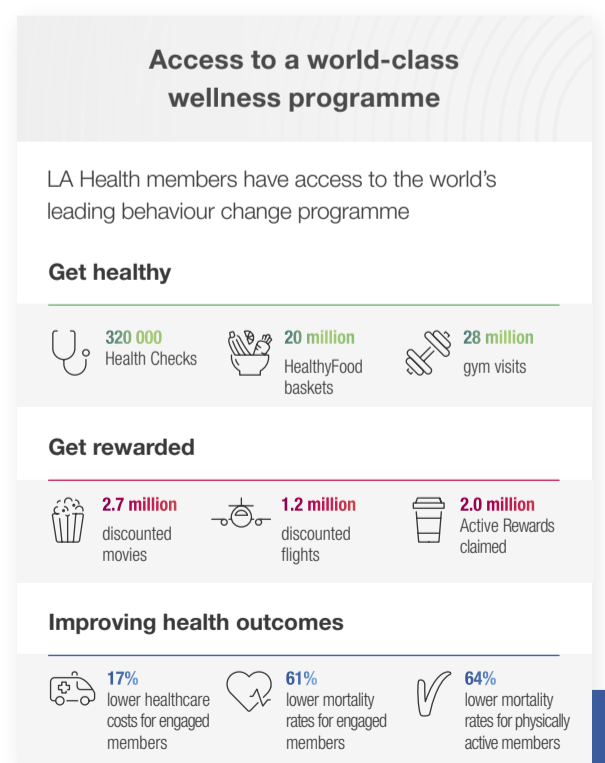 Access to a world-class
wellness programme
LA Health members have access to the world's
leading behaviour change programme
Get healthy
320 000
Health Checks
20 million
HealthyFood
baskets
28 million
gym visits
Get rewarded
2.7 million
discounted
movies
1.2 million
discounted
flights
2.0 million
Active Rewards
claimed
Improving health outcomes
17%
lower healthcare
costs for engaged
members
61%
lower mortality
rates for engaged
members
64%
lower mortality
rates for physically
active members